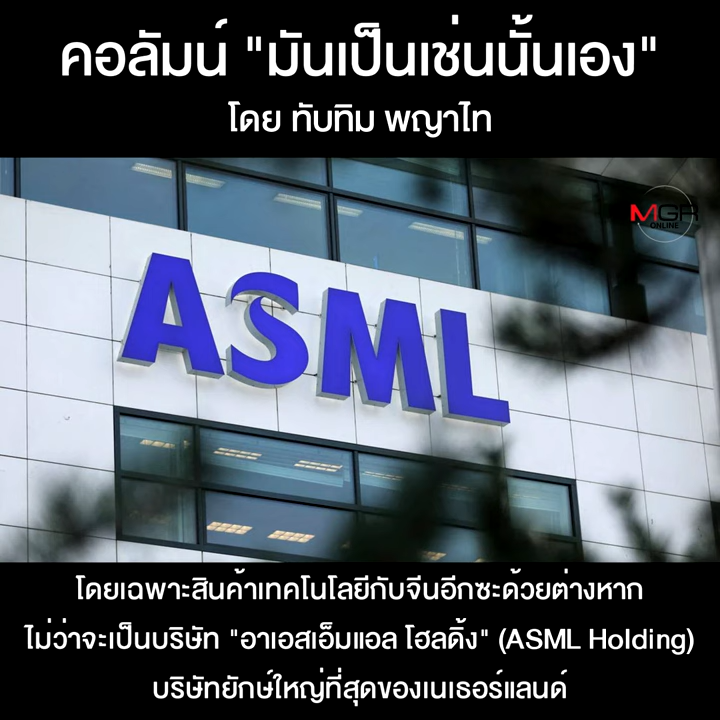 คอลัมน์ "มันเป็นเช่นนั้นเอง"
โดย ทับทิม พญาไท
MGR
ONLINE
ASML
โดยเฉพาะสินค้าเทคโนโลยีกับจีนอีกซะด้วยต่างหาก
ไม่ว่าจะเป็นบริษัท "อาเอสเอ็มแอล โฮลดิ้ง" (ASML Holding)
บริษัทยักษ์ใหญ่ที่สุดของเนเธอร์แลนด์